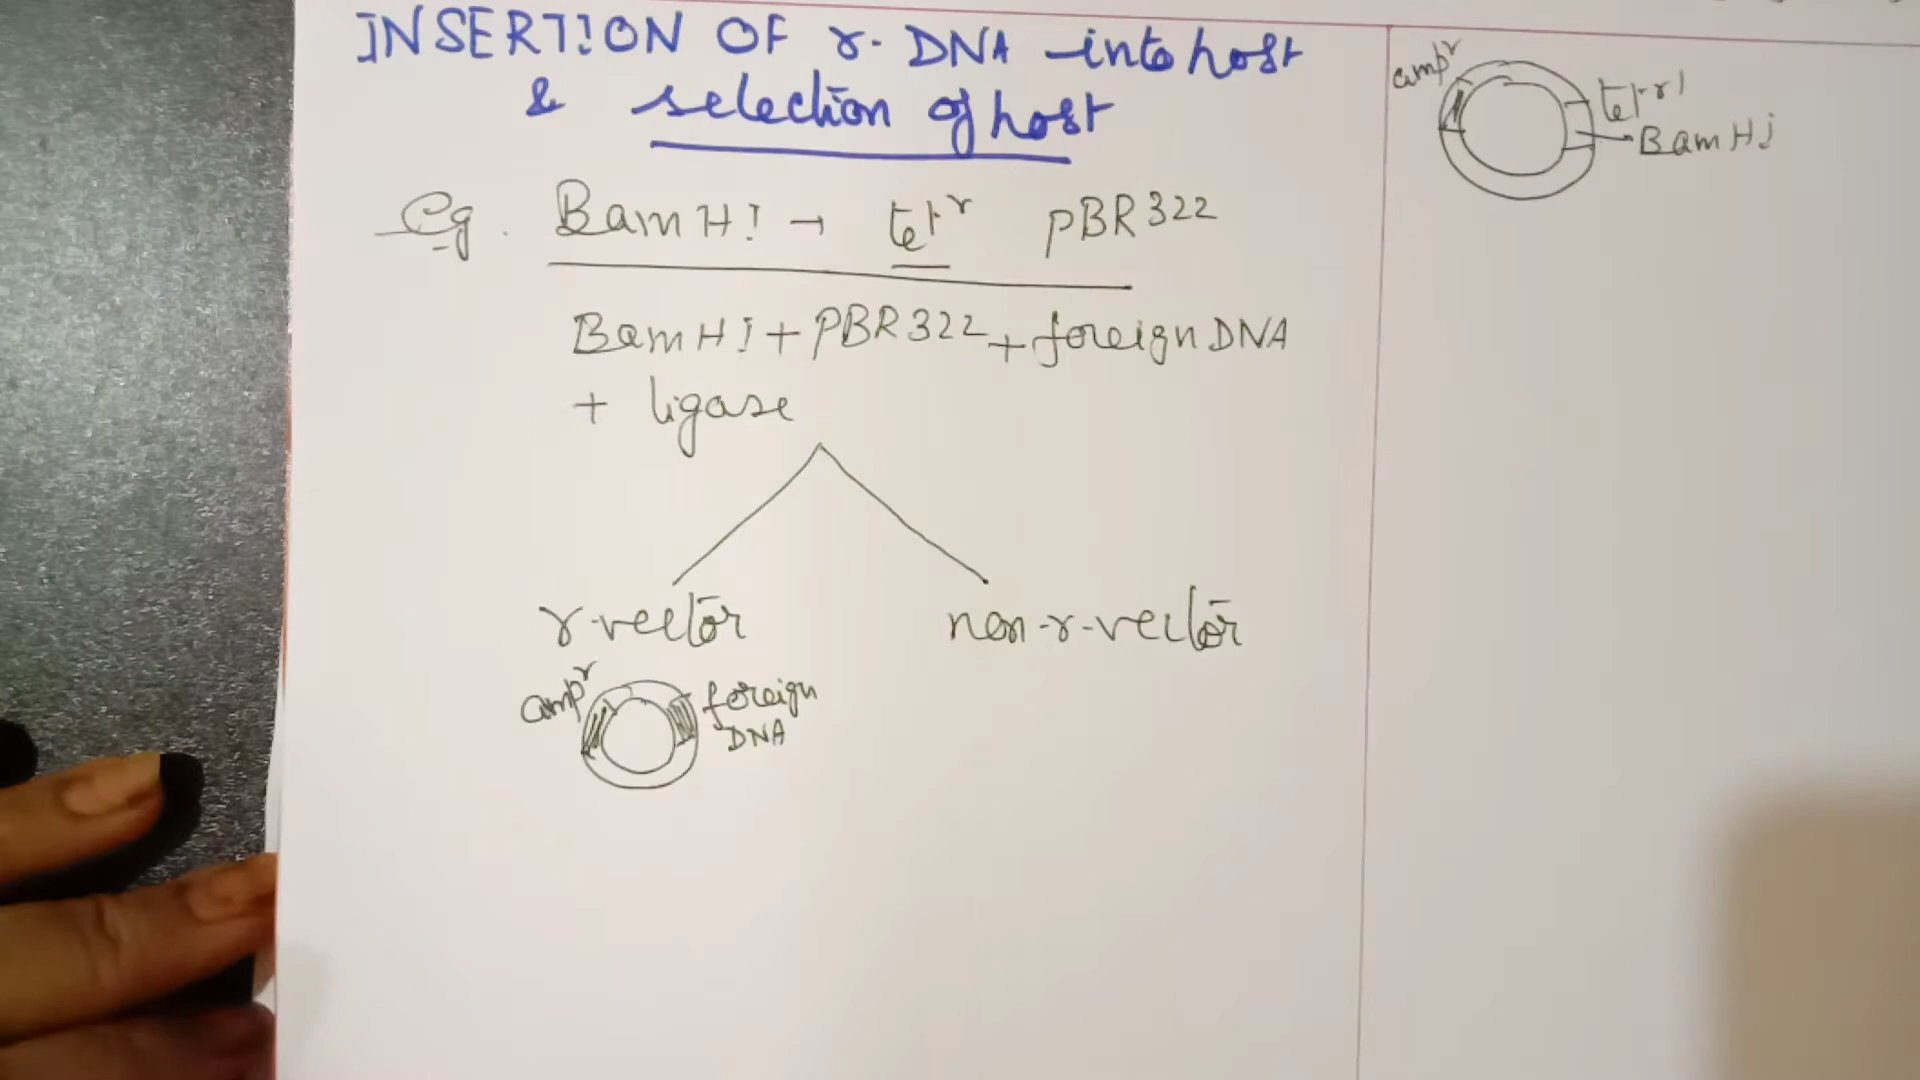 INSERTION OF r. DNA into host
& selection of host
Eg. BamHI → tetʳ pBR322
BamHI + pBR322 + foreign DNA
+ ligase
r-vector non-r-vector
ampʳ foreign
DNA
ampʳ
tetʳ
BamHI